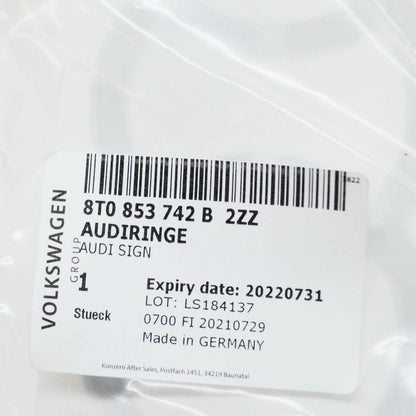 822
8T0 853 742 B 2ZZ
AUDIRINGE
AUDI SIGN
VOLKSWAGEN
GROUP
1
Stueck
Expiry date: 20220731
LOT: LS184137
0700 FI 20210729
Made in GERMANY
Konzern After Sales, Postfach 1451, 34219 Baunatal